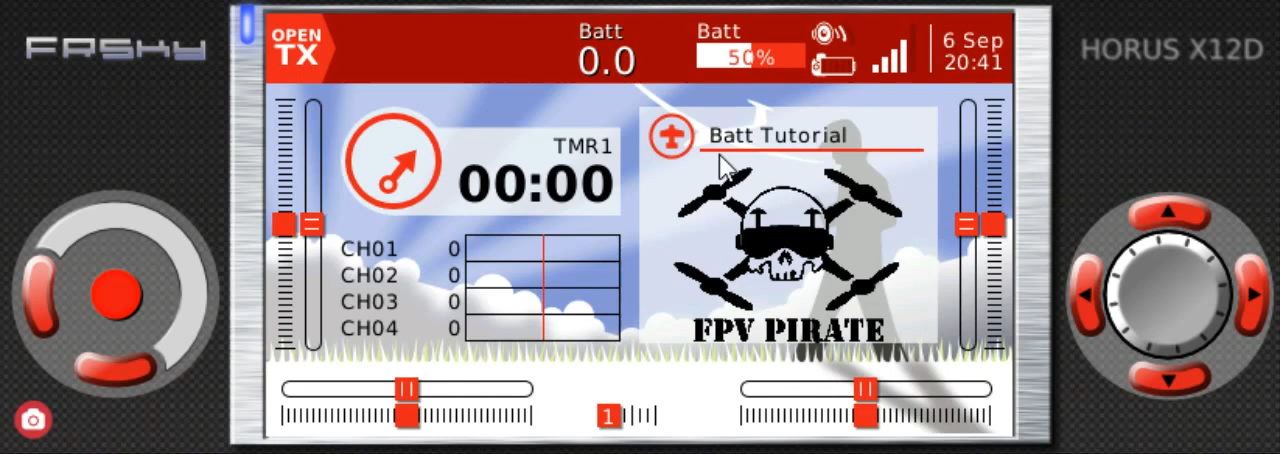 FRSKY
HORUS X12D
OPEN
TX
Batt
0.0
Batt
50%
6 Sep
20:41
TMR1
00:00
Batt Tutorial
CH01 0
CH02 0
CH03 0
CH04 0
FPV PIRATE
1